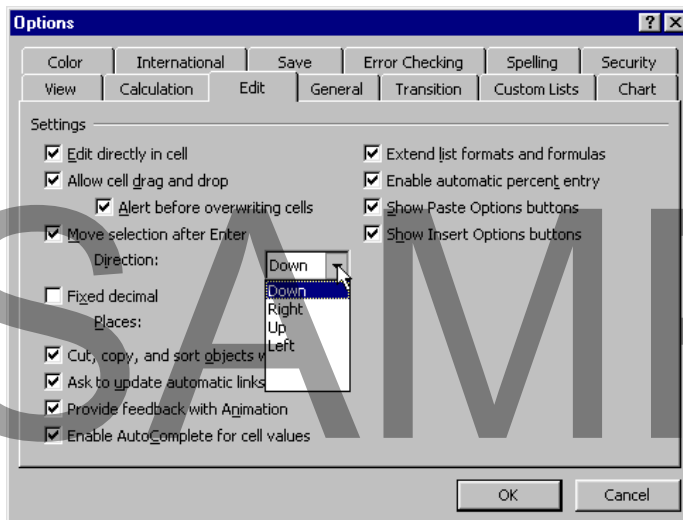 Options
Color International Save Error Checking Spelling Security
View Calculation Edit General Transition Custom Lists Chart
Settings
Edit directly in cell
Allow cell drag and drop
Alert before overwriting cells
Move selection after Enter
Direction: Down
Down
Right
Up
Left
Fixed decimal
Places:
Cut, copy, and sort objects
Ask to update automatic links
Provide feedback with Animation
Enable AutoComplete for cell values
Extend list formats and formulas
Enable automatic percent entry
Show Paste Options buttons
Show Insert Options buttons
OK Cancel